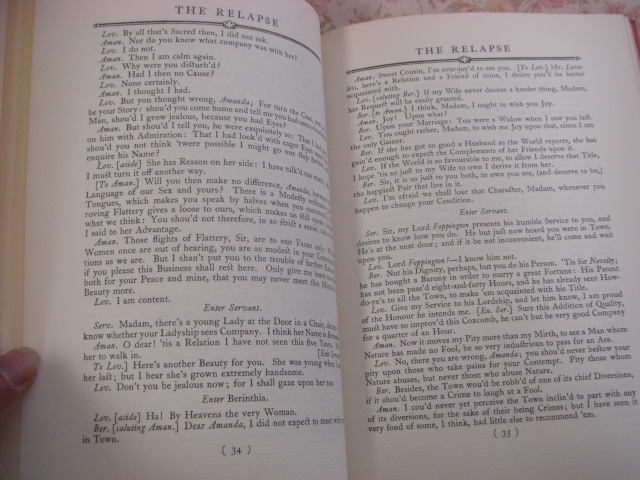 THE RELAPSE
Lov. By all that's Sacred then, I did not ask.
Aman. Nor do you know what company was with her?
Lov. I do not.
Aman. Then I am calm again.
Lov. Why were you disturb'd?
Aman. Had I then no Cause?
Lov. None certainly.
Aman. I thought I had.
Lov. But you thought wrong, Amanda; For turn the Case, and let it
be your Story: shou'd you come home and tell me you had seen a handsom
Man, shou'd I grow jealous, because you had Eyes?
Aman. But shou'd I tell you, he were exquisitely so: That I had gaz'd
on him with Admiration: That I had look'd with eager Eyes upon him,
shou'd you not think 'twere possible I might go one step farther, and
enquire his Name?
Lov. [aside] She has Reason on her side: I have talk'd too much: But
I must turn it off another way.
[To Aman.] Will you then make no difference, Amanda, between the
Language of our Sex and yours? There is a Modesty restrains your
Tongues, which makes you speak by halves when you commend; but
roving Flattery gives a loose to ours, which makes us still speak double
what we think: You shou'd not therefore, in so strict a sense, take what
I said to her Advantage.
Aman. Those flights of Flattery, Sir, are to our Faces only: When
Women once are out of hearing, you are as modest in your Commenda-
tions as we are. But I shan't put you to the trouble of farther Excuses,
if you please this Business shall rest here. Only give me leave to wish
both for your Peace and mine, that you may never meet this Miracle of
Beauty more.
Lov. I am content.
Enter Servant.
Serv. Madam, there's a young Lady at the Door in a Chair, desires to
know whether your Ladyship sees Company. I think her Name is
Aman. O dear! 'tis a Relation I have not seen this five Years. Pray
her to walk in. [Exit
To Lov.] Here's another Beauty for you. She was young when I saw
her last; but I hear she's grown extremely handsome.
Lov. Don't you be jealous now; for I shall gaze upon her too.
Enter Berinthia.
Lov. [aside] Ha! By Heavens the very Woman.
Ber. [saluting Aman.] Dear Amanda, I did not expect to meet with you
in Town.
( 34 )
THE RELAPSE
Aman. Sweet Cousin, I'm over-joy'd to see you. [To Lov.] Mr. Love-
less, here's a Relation and a Friend of mine, I desire you'll be better
acquainted with.
Lov. [saluting Ber.] If my Wife never desires a harder thing, Madam,
her Request will be easily granted.
Ber. [to Aman.] I think, Madam, I ought to wish you Joy.
Aman. Joy! Upon what?
Ber. Upon your Marriage: You were a Widow when I saw you last.
Lov. You ought rather, Madam, to wish me Joy upon that, since I am
the only Gainer.
Ber. If she has got so good a Husband as the World reports, she has
gain'd enough to expect the Complements of her Friends upon it.
Lov. If the World is so favourable to me, to allow I deserve that Title,
I hope 'tis so just to my Wife to own I derive it from her.
Ber. Sir, it is so just to you both, to own you are, (and deserve to be,)
the happiest Pair that live in it.
Lov. I'm afraid we shall lose that Character, Madam, whenever you
happen to change your Condition.
Enter Servant.
Ser. Sir, my Lord Foppington presents his humble Service to you, and
desires to know how you do. He but just now heard you were in Town.
He's at the next door; and if it be not inconvenient, he'll come and wait
upon you.
Lov. Lord Foppington!—I know him not.
Ber. Not his Dignity, perhaps, but you do his Person. 'Tis Sir Novelty;
he has bought a Barony in order to marry a great Fortune: His Patent
has not been pass'd eight-and-forty Hours, and he has already sent How-
do-ye's to all the Town, to make 'em acquainted with his Title.
Lov. Give my Service to his Lordship, and let him know, I am proud
of the Honour he intends me. [Ex. Ser.] Sure this Addition of Quality,
must have so improv'd this Coxcomb, he can't but be very good Company
for a quarter of an Hour.
Aman. Now it moves my Pity more than my Mirth, to see a Man whom
Nature has made no Fool, be so very industrious to pass for an Ass.
Lov. No, there you are wrong, Amanda; you shou'd never bestow your
pity upon those who take pains for your Contempt. Pity those whom
Nature abuses, but never those who abuse Nature.
Ber. Besides, the Town wou'd be robb'd of one of its chief Diversions,
if it shou'd become a Crime to laugh at a Fool.
Aman. I cou'd never yet perceive the Town inclin'd to part with any
of its diversions, for the sake of their being Crimes; but I have seen it
very fond of some, I think, had little else to recommend 'em.
( 35 )